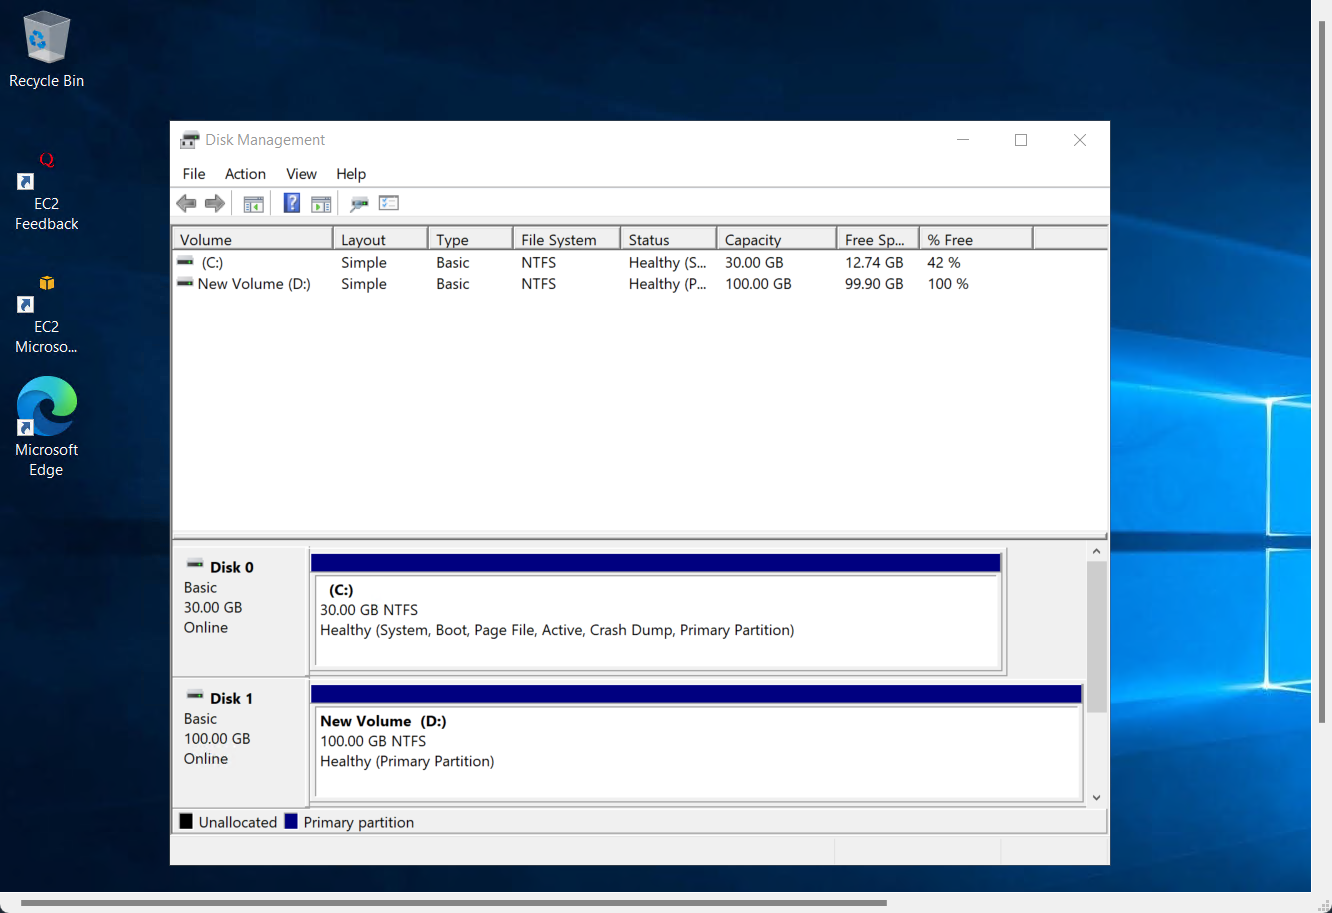 Recycle Bin
EC2
Feedback
EC2
Microso...
Microsoft
Edge
Disk Management
File Action View Help
Volume Layout Type File System Status Capacity Free Sp... % Free
(C:) Simple Basic NTFS Healthy (S... 30.00 GB 12.74 GB 42 %
New Volume (D:) Simple Basic NTFS Healthy (P... 100.00 GB 99.90 GB 100 %
Disk 0
Basic
30.00 GB
Online
(C:)
30.00 GB NTFS
Healthy (System, Boot, Page File, Active, Crash Dump, Primary Partition)
Disk 1
Basic
100.00 GB
Online
New Volume (D:)
100.00 GB NTFS
Healthy (Primary Partition)
Unallocated Primary partition